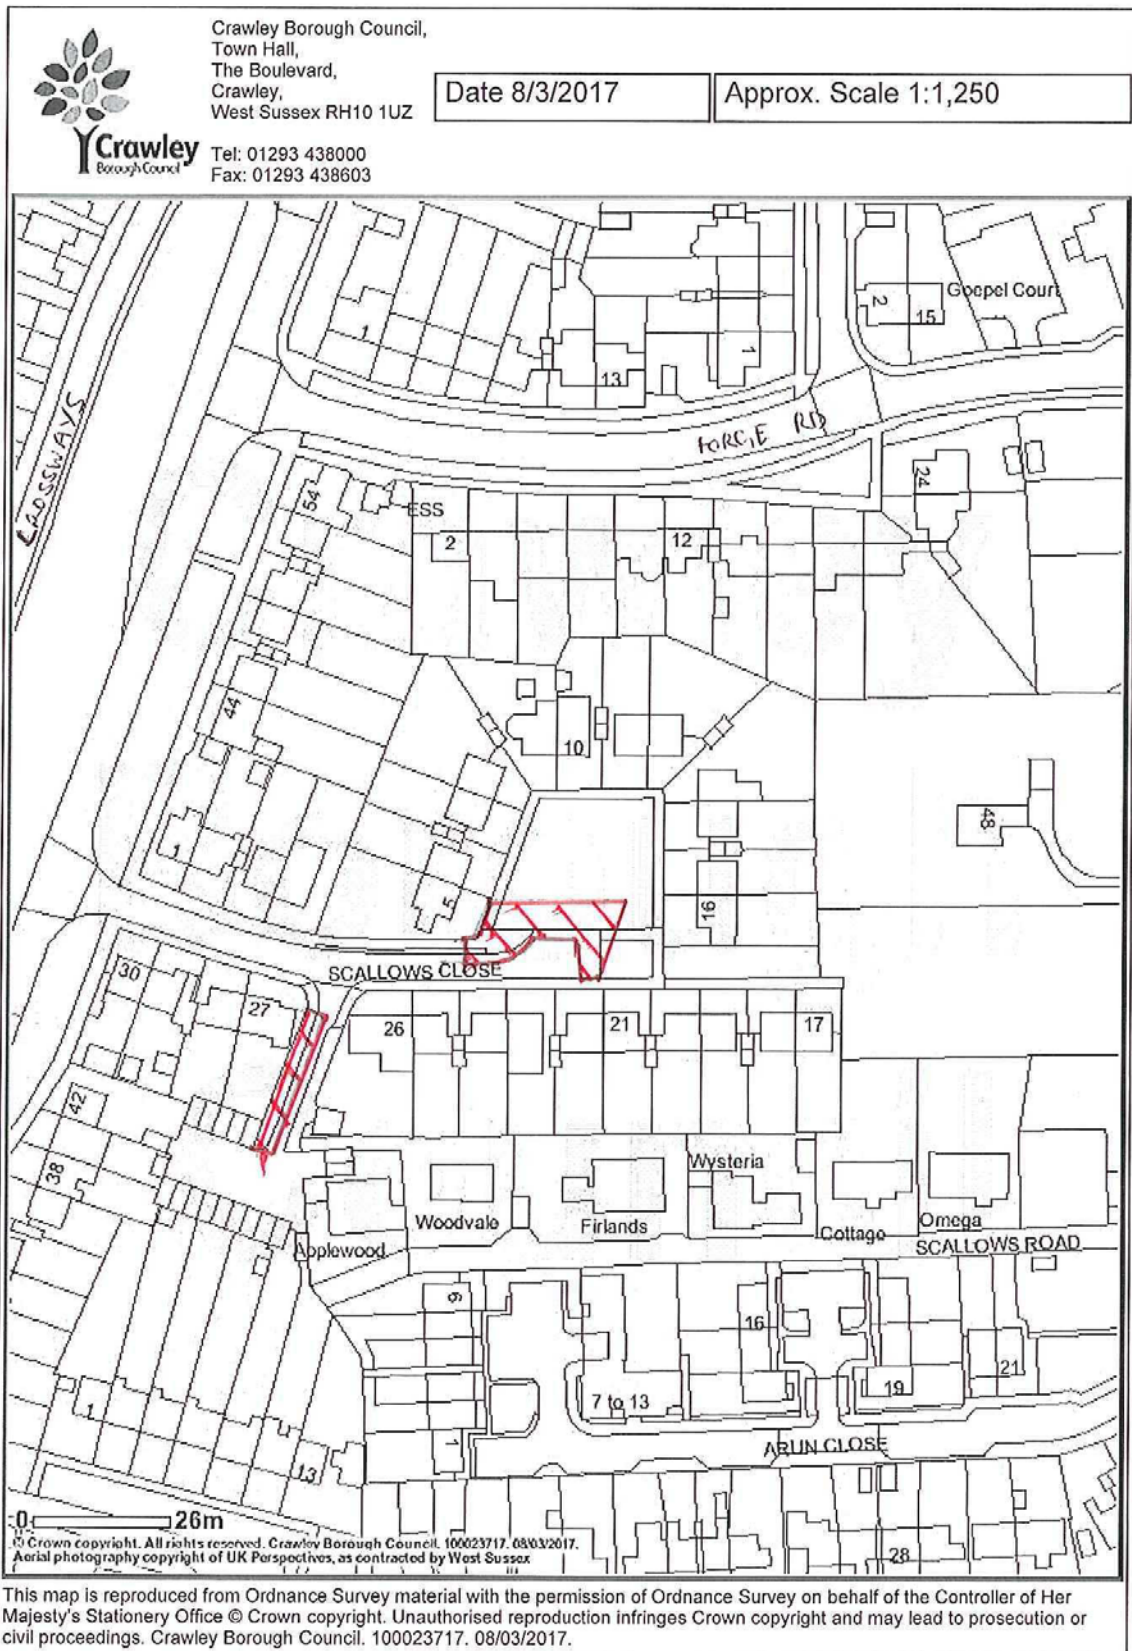 Crawley Borough Council,
Town Hall,
The Boulevard,
Crawley,
West Sussex RH10 1UZ
Tel: 01293 438000
Fax: 01293 438603
Crawley
Borough Council
Date 8/3/2017
Approx. Scale 1:1,250
CROSSWAYS
1
13
1
2
15
Goepel Court
FORGE RD
54
ESS
2
12
24
44
10
1
5
16
48
SCALLOWS CLOSE
30
27
26
21
17
42
38
Wysteria
Woodvale
Firlands
Cottage
Omega
Applewood
SCALLOWS ROAD
6
16
21
19
7 to 13
1
13
1
ARUN CLOSE
28
0 26m
© Crown copyright. All rights reserved. Crawley Borough Council. 100023717. 08/03/2017.
Aerial photography copyright of UK Perspectives, as contracted by West Sussex
This map is reproduced from Ordnance Survey material with the permission of Ordnance Survey on behalf of the Controller of Her
Majesty's Stationery Office © Crown copyright. Unauthorised reproduction infringes Crown copyright and may lead to prosecution or
civil proceedings. Crawley Borough Council. 100023717. 08/03/2017.